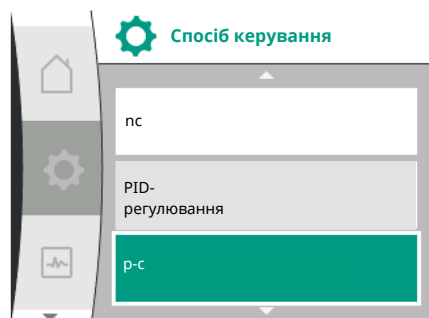 Спосіб керування
nc
PID-
регулювання
p-c